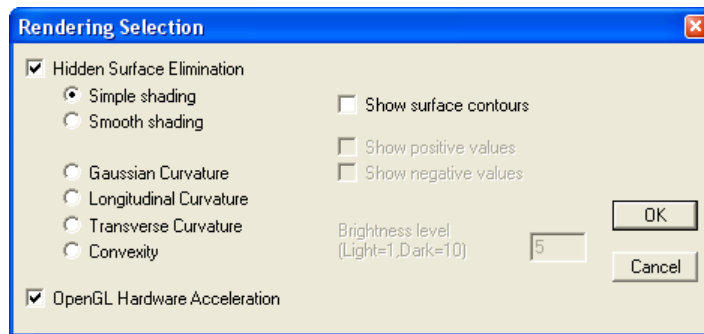 Rendering Selection
Hidden Surface Elimination
Simple shading
Smooth shading
Gaussian Curvature
Longitudinal Curvature
Transverse Curvature
Convexity
OpenGL Hardware Acceleration
Show surface contours
Show positive values
Show negative values
Brightness level
(Light=1,Dark=10)
5
OK
Cancel